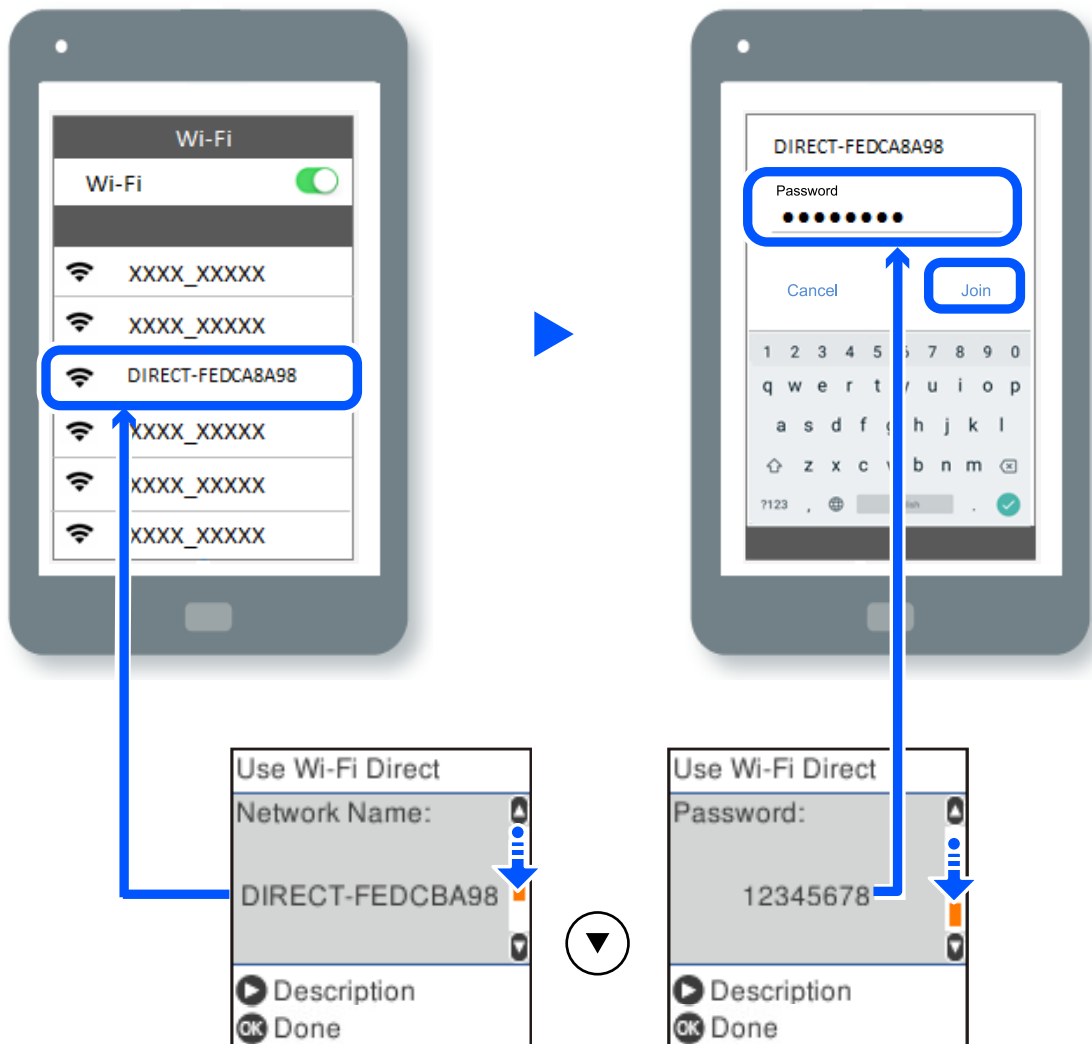 Wi-Fi
Wi-Fi
XXXX_XXXXX
XXXX_XXXXX
DIRECT-FEDCA8A98
XXXX_XXXXX
XXXX_XXXXX
XXXX_XXXXX
DIRECT-FEDCA8A98
Password
●●●●●●●●
Cancel Join
1 2 3 4 5 7 8 9 0
q w e r t u i o p
a s d f g h j k l
z x c b n m
?123 , .
Use Wi-Fi Direct
Network Name:
DIRECT-FEDCBA98
Description
OK Done
▼
Use Wi-Fi Direct
Password:
12345678
Description
OK Done